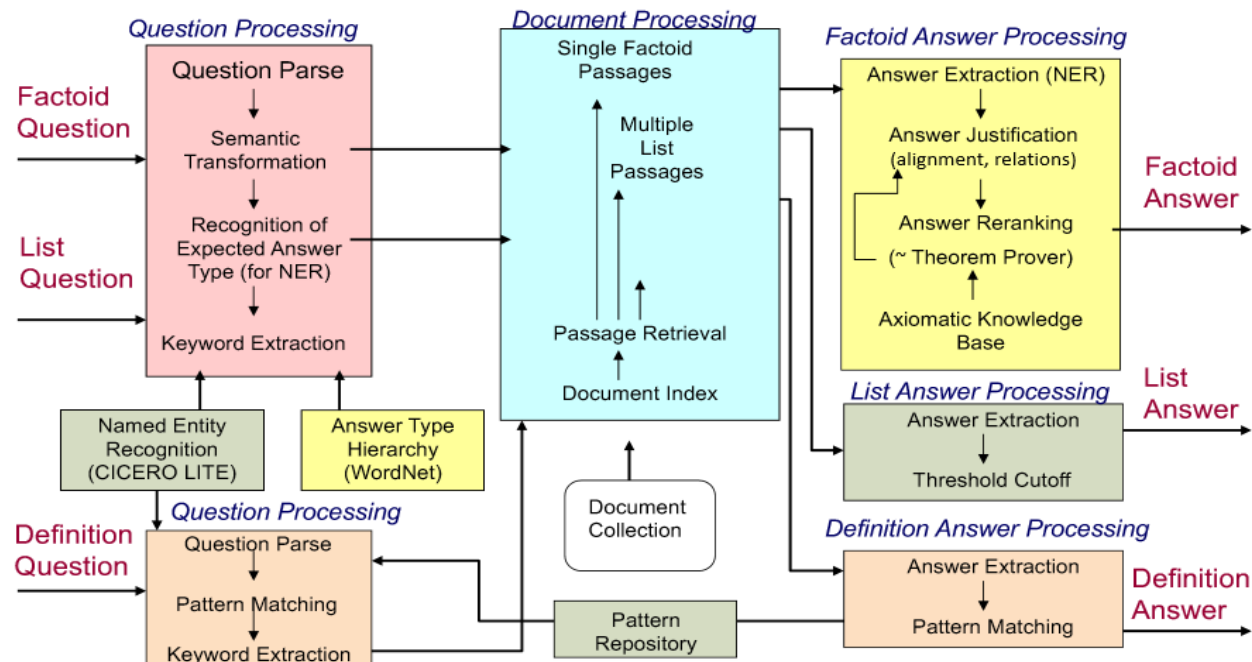 Question Processing
Question Parse
Semantic
Transformation
Recognition of
Expected Answer
Type (for NER)
Keyword Extraction
Factoid
Question
List
Question
Named Entity
Recognition
(CICERO LITE)
Answer Type
Hierarchy
(WordNet)
Question Processing
Question Parse
Pattern Matching
Keyword Extraction
Definition
Question
Document Processing
Single Factoid
Passages
Multiple
List
Passages
Passage Retrieval
Document Index
Document
Collection
Pattern
Repository
Factoid Answer Processing
Answer Extraction (NER)
Answer Justification
(alignment, relations)
Answer Reranking
(~ Theorem Prover)
Axiomatic Knowledge
Base
Factoid
Answer
List Answer Processing
Answer Extraction
Threshold Cutoff
List
Answer
Definition Answer Processing
Answer Extraction
Pattern Matching
Definition
Answer